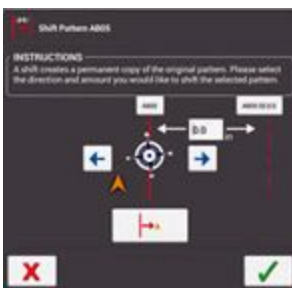 Shift Pattern AB05
INSTRUCTIONS
A shift creates a permanent copy of the original pattern. Please select
the direction and amount you would like to shift the selected pattern.
AB05
0.0
in